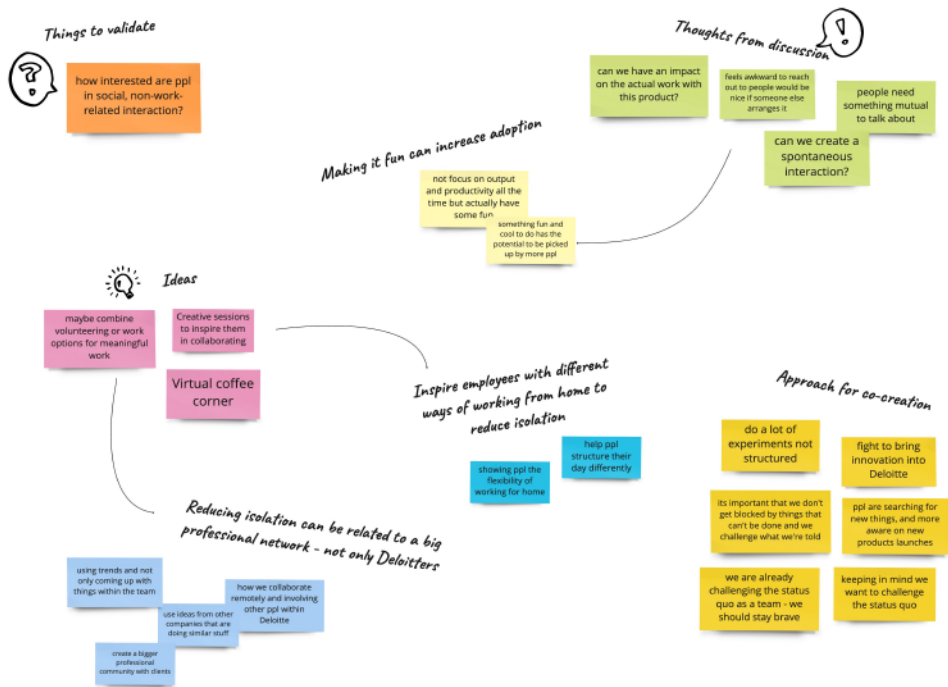 Things to validate
?
how interested are ppl
in social, non-work-
related interaction?
Thoughts from discussion
!
can we have an impact
on the actual work with
this product?
feels awkward to reach
out to people would be
nice if someone else
arranges it
people need
something mutual
to talk about
can we create a
spontaneous
interaction?
Making it fun can increase adoption
not focus on output
and productivity all the
time but actually have
some fun
something fun and
cool to do has the
potential to be picked
up by more ppl
Ideas
maybe combine
volunteering or work
options for meaningful
work
Creative sessions
to inspire them
in collaborating
Virtual coffee
corner
Inspire employees with different
ways of working from home to
reduce isolation
showing ppl the
flexibility of
working for home
help ppl
structure their
day differently
Approach for co-creation
do a lot of
experiments not
structured
fight to bring
innovation into
Deloitte
its important that we don't
get blocked by things that
can't be done and we
challenge what we're told
ppl are searching for
new things, and more
aware on new
products launches
we are already
challenging the status
quo as a team - we
should stay brave
keeping in mind we
want to challenge
the status quo
Reducing isolation can be related to a big
professional network - not only Deloitters
using trends and not
only coming up with
things within the team
how we collaborate
remotely and involving
other ppl within
Deloitte
use ideas from other
companies that are
doing similar stuff
create a bigger
professional
community with clients